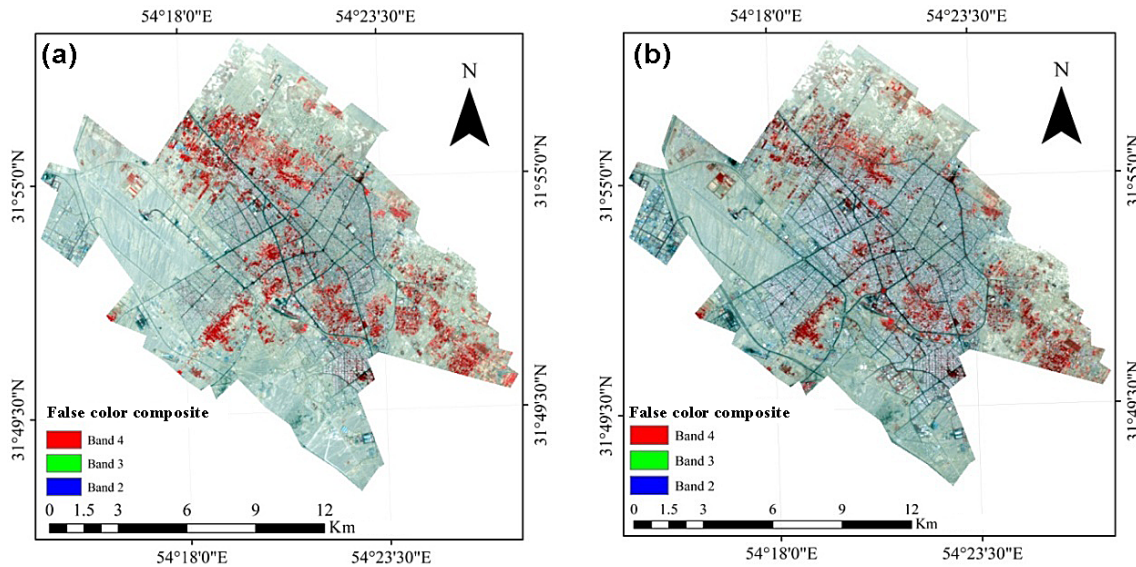 54°18'0"E 54°23'30"E
(a)
N
31°55'0"N
31°55'0"N
31°49'30"N
31°49'30"N
False color composite
Band 4
Band 3
Band 2
0 1.5 3 6 9 12
Km
54°18'0"E 54°23'30"E
54°18'0"E 54°23'30"E
(b)
N
31°55'0"N
31°55'0"N
31°49'30"N
31°49'30"N
False color composite
Band 4
Band 3
Band 2
0 1.5 3 6 9 12
Km
54°18'0"E 54°23'30"E